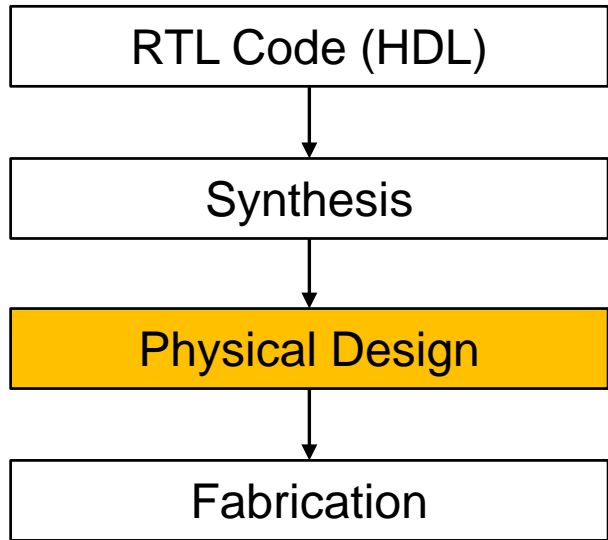 RTL Code (HDL)
Synthesis
Physical Design
Fabrication